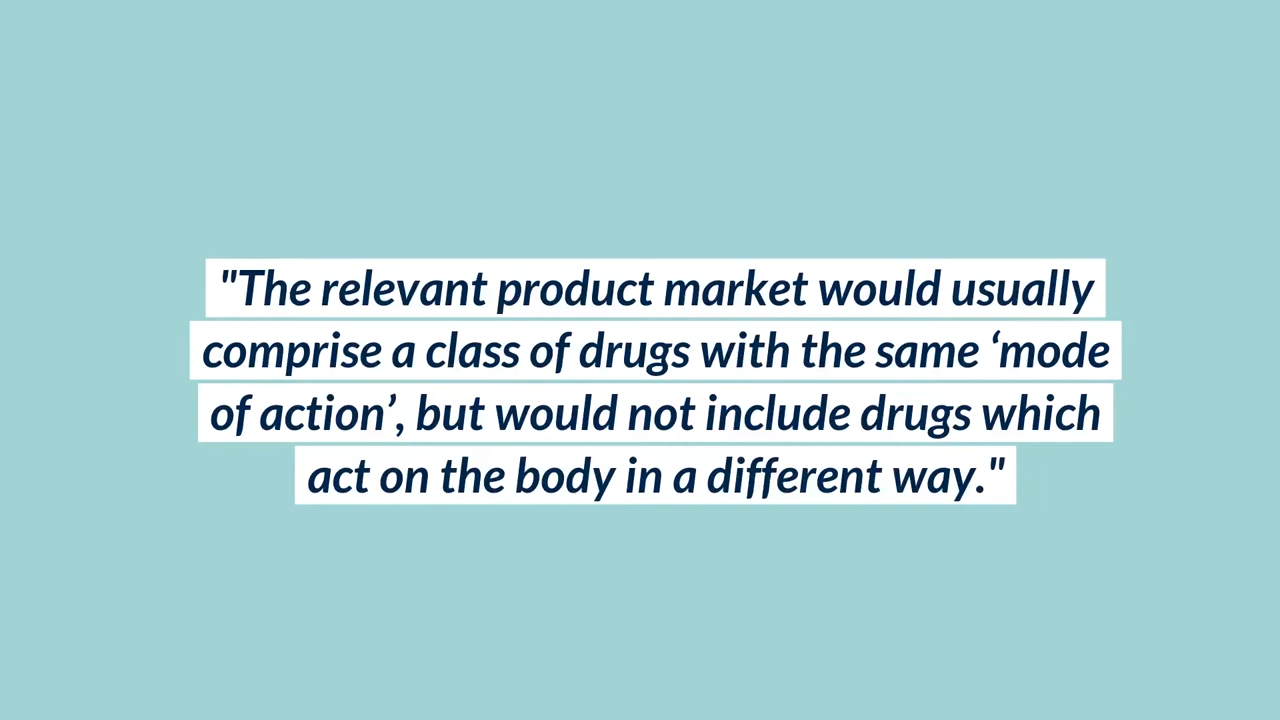 "The relevant product market would usually
comprise a class of drugs with the same ‘mode
of action’, but would not include drugs which
act on the body in a different way."